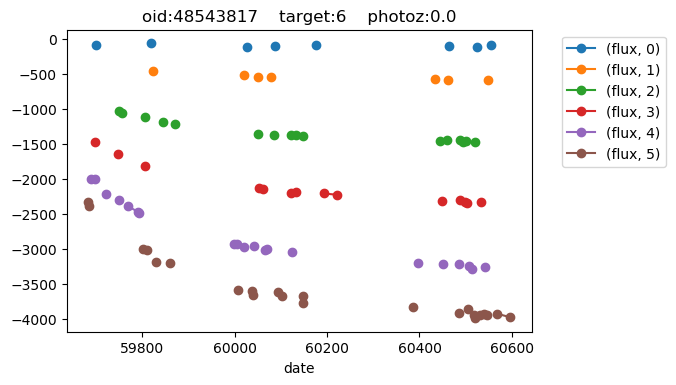 oid:48543817    target:6    photoz:0.0
0
−500
−1000
−1500
−2000
−2500
−3000
−3500
−4000
59800 60000 60200 60400 60600
date
(flux, 0)
(flux, 1)
(flux, 2)
(flux, 3)
(flux, 4)
(flux, 5)